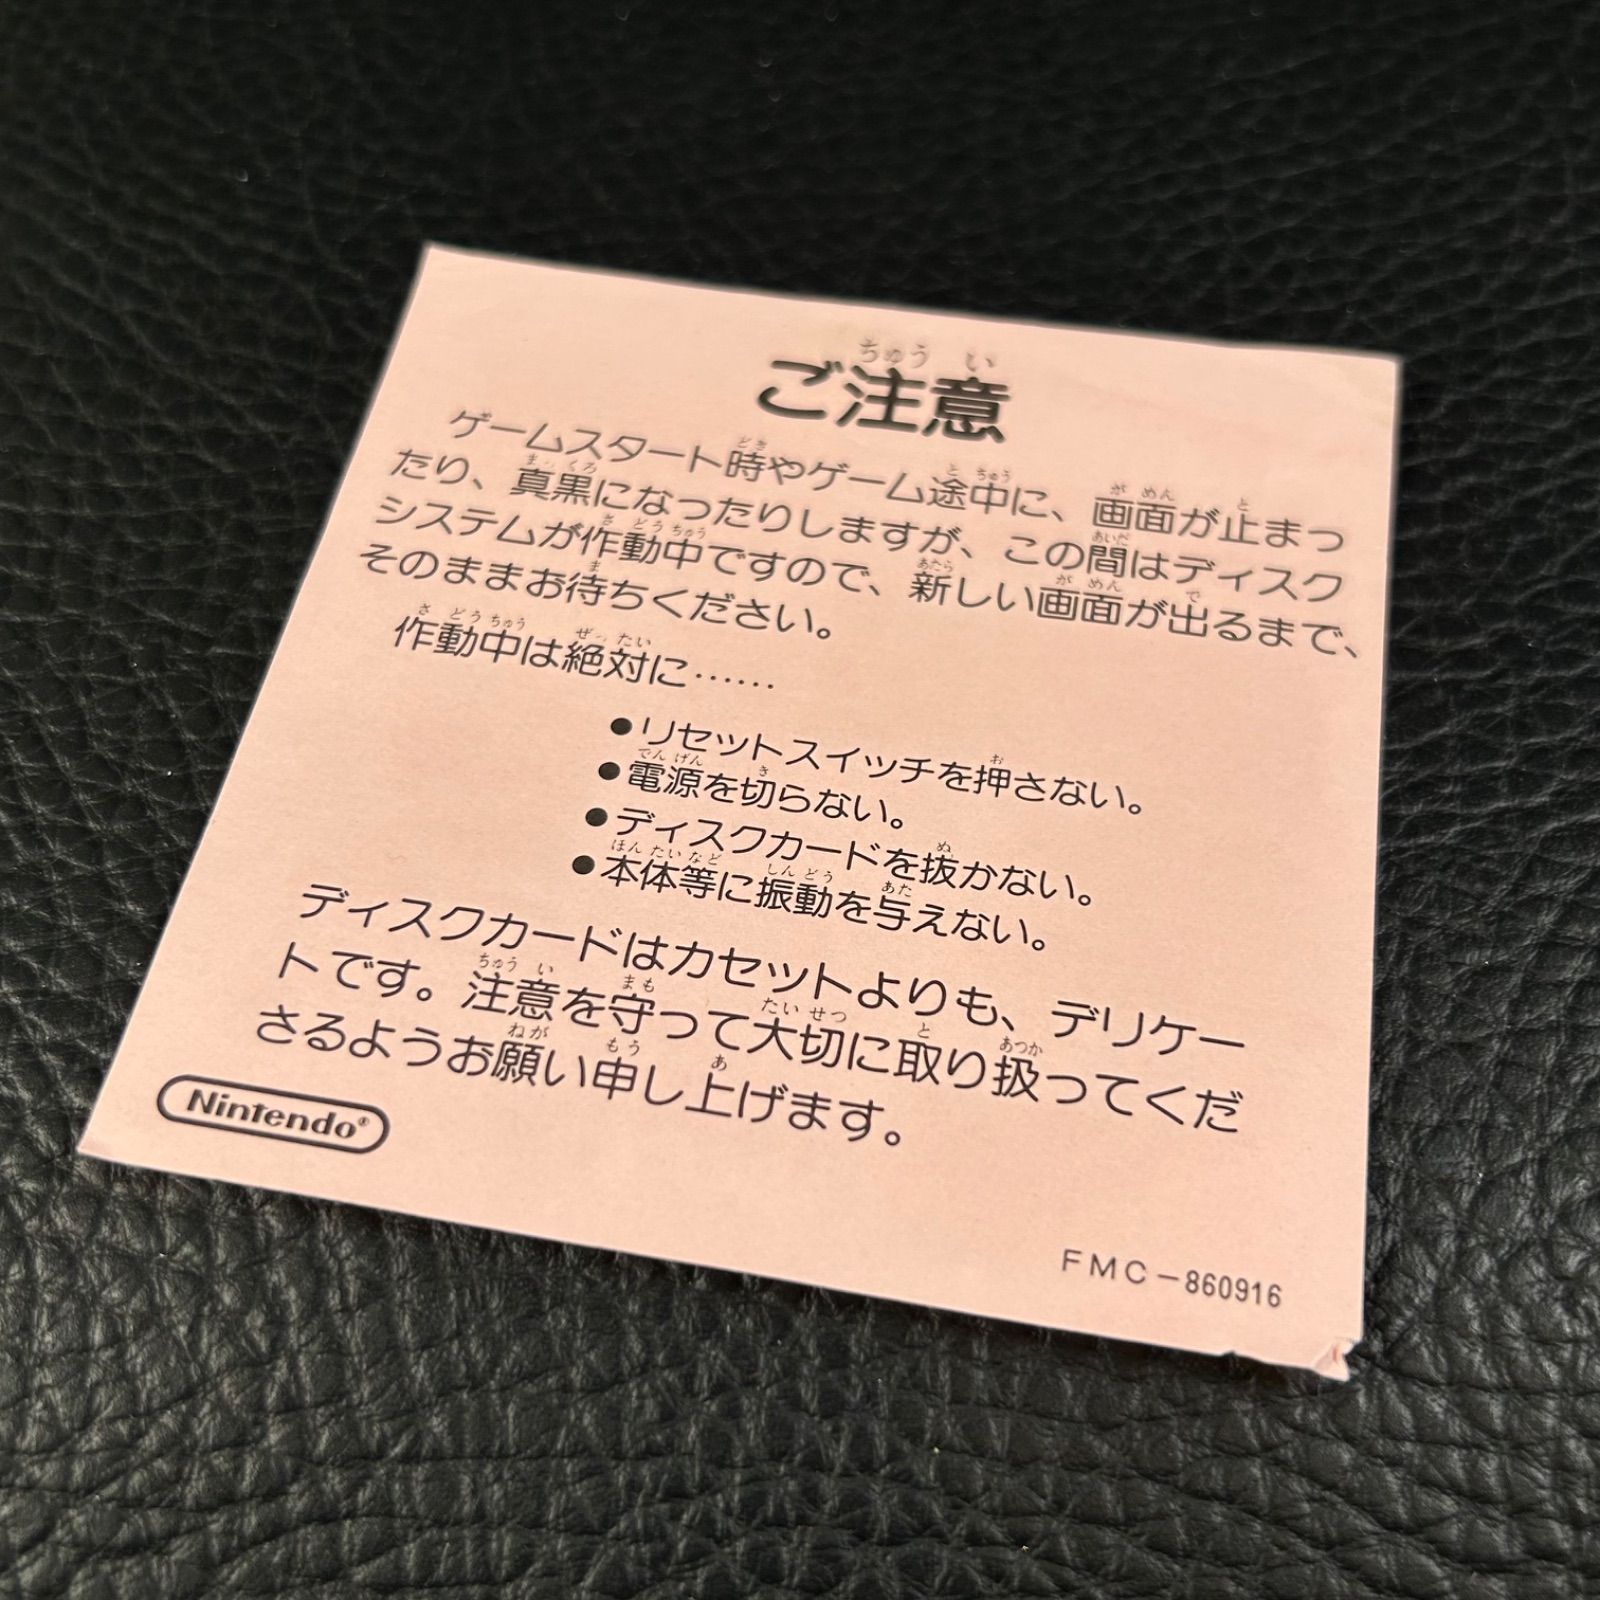 ご注意
ゲームスタート時やゲーム途中に、画面が止まっ
たり、真黒になったりしますが、この間はディスク
システムが作動中ですので、新しい画面が出るまで、
そのままお待ちください。
作動中は絶対に……
●リセットスイッチを押さない。
●電源を切らない。
●ディスクカードを抜かない。
●本体等に振動を与えない。
ディスクカードはカセットよりも、デリケー
トです。注意を守って大切に取り扱ってくだ
さるようお願い申し上げます。
Nintendo®
FMC-860916